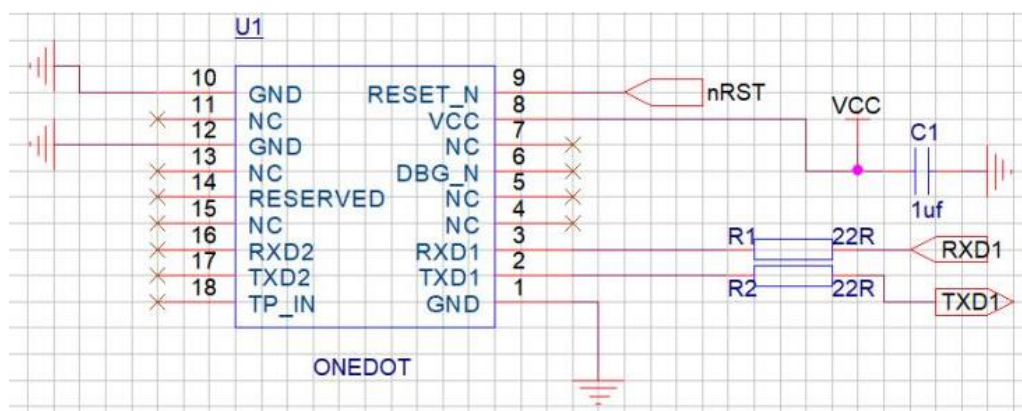 U1
10 GND RESET_N 9 nRST
11 NC VCC 8 VCC
12 GND NC 7 C1
13 NC DBG_N 6
14 RESERVED NC 5 1uf
15 NC NC 4
16 RXD2 RXD1 3 R1 22R RXD1
17 TXD2 TXD1 2 R2 22R
18 TP_IN GND 1 TXD1
ONEDOT